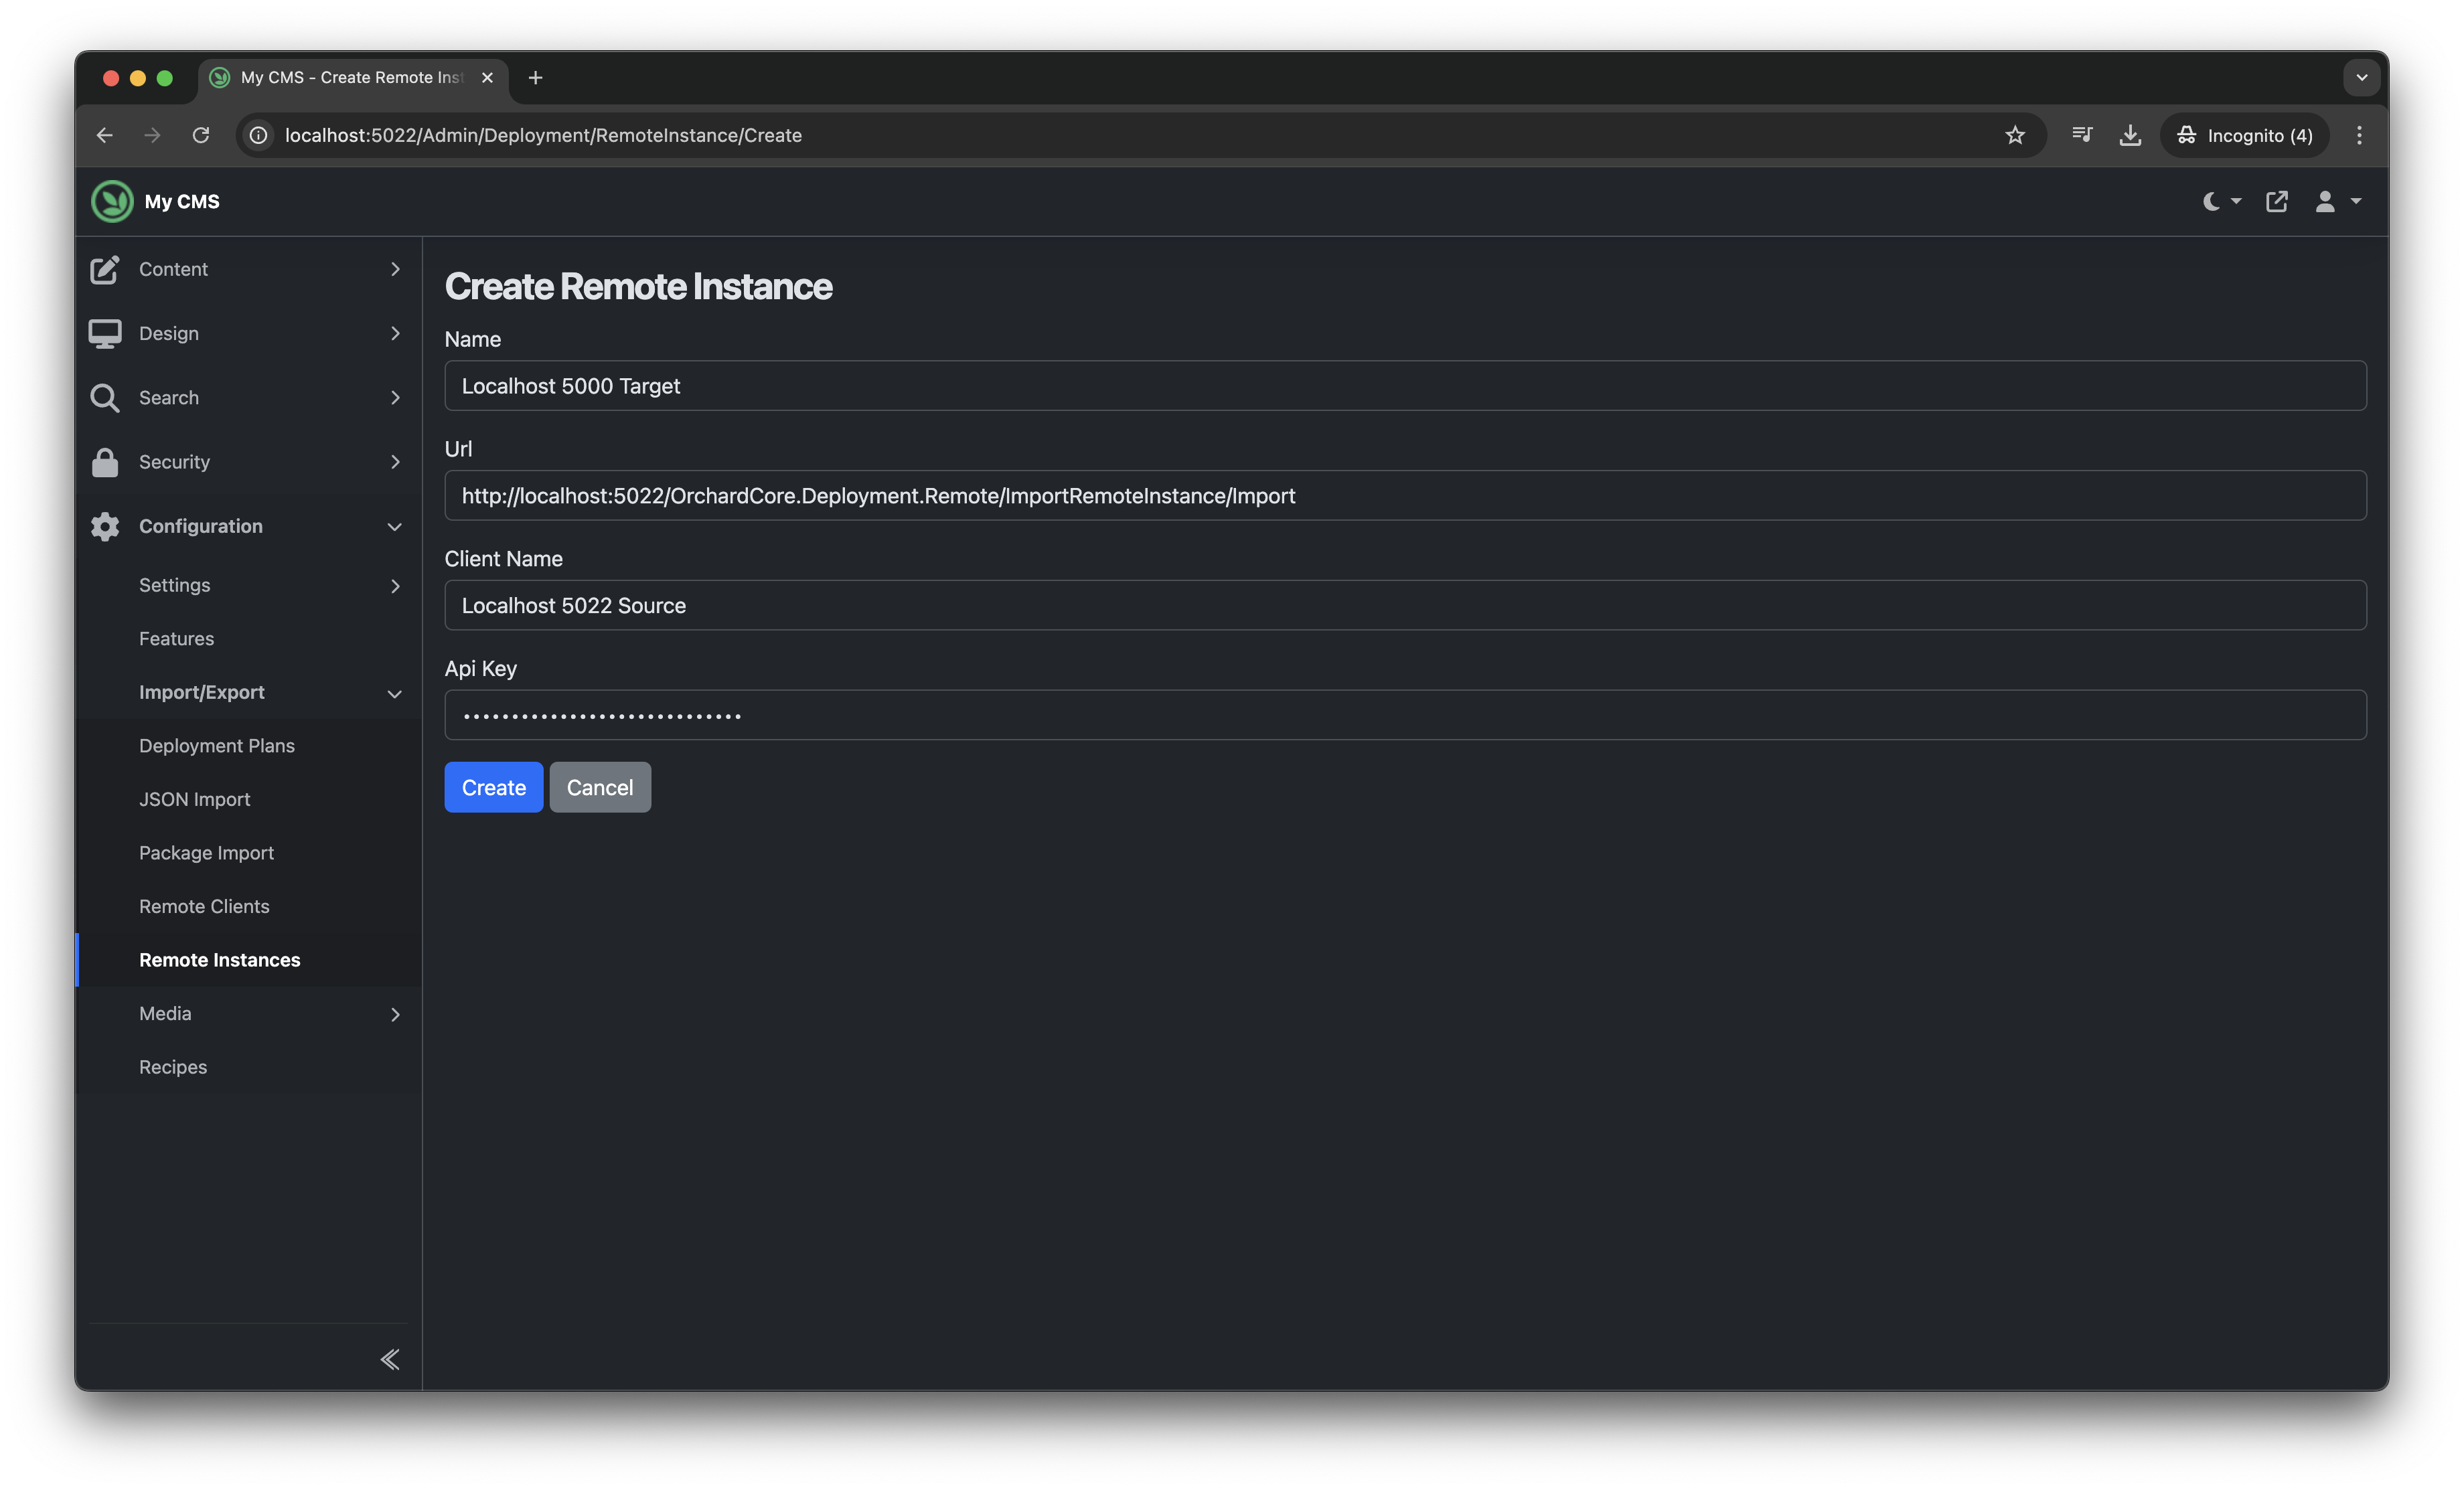 My CMS - Create Remote Inst
localhost:5022/Admin/Deployment/RemoteInstance/Create
Incognito (4)
My CMS
Content
Design
Search
Security
Configuration
Settings
Features
Import/Export
Deployment Plans
JSON Import
Package Import
Remote Clients
Remote Instances
Media
Recipes
Create Remote Instance
Name
Localhost 5000 Target
Url
http://localhost:5022/OrchardCore.Deployment.Remote/ImportRemoteInstance/Import
Client Name
Localhost 5022 Source
Api Key
•••••••••••••••••••••••••••••
Create Cancel